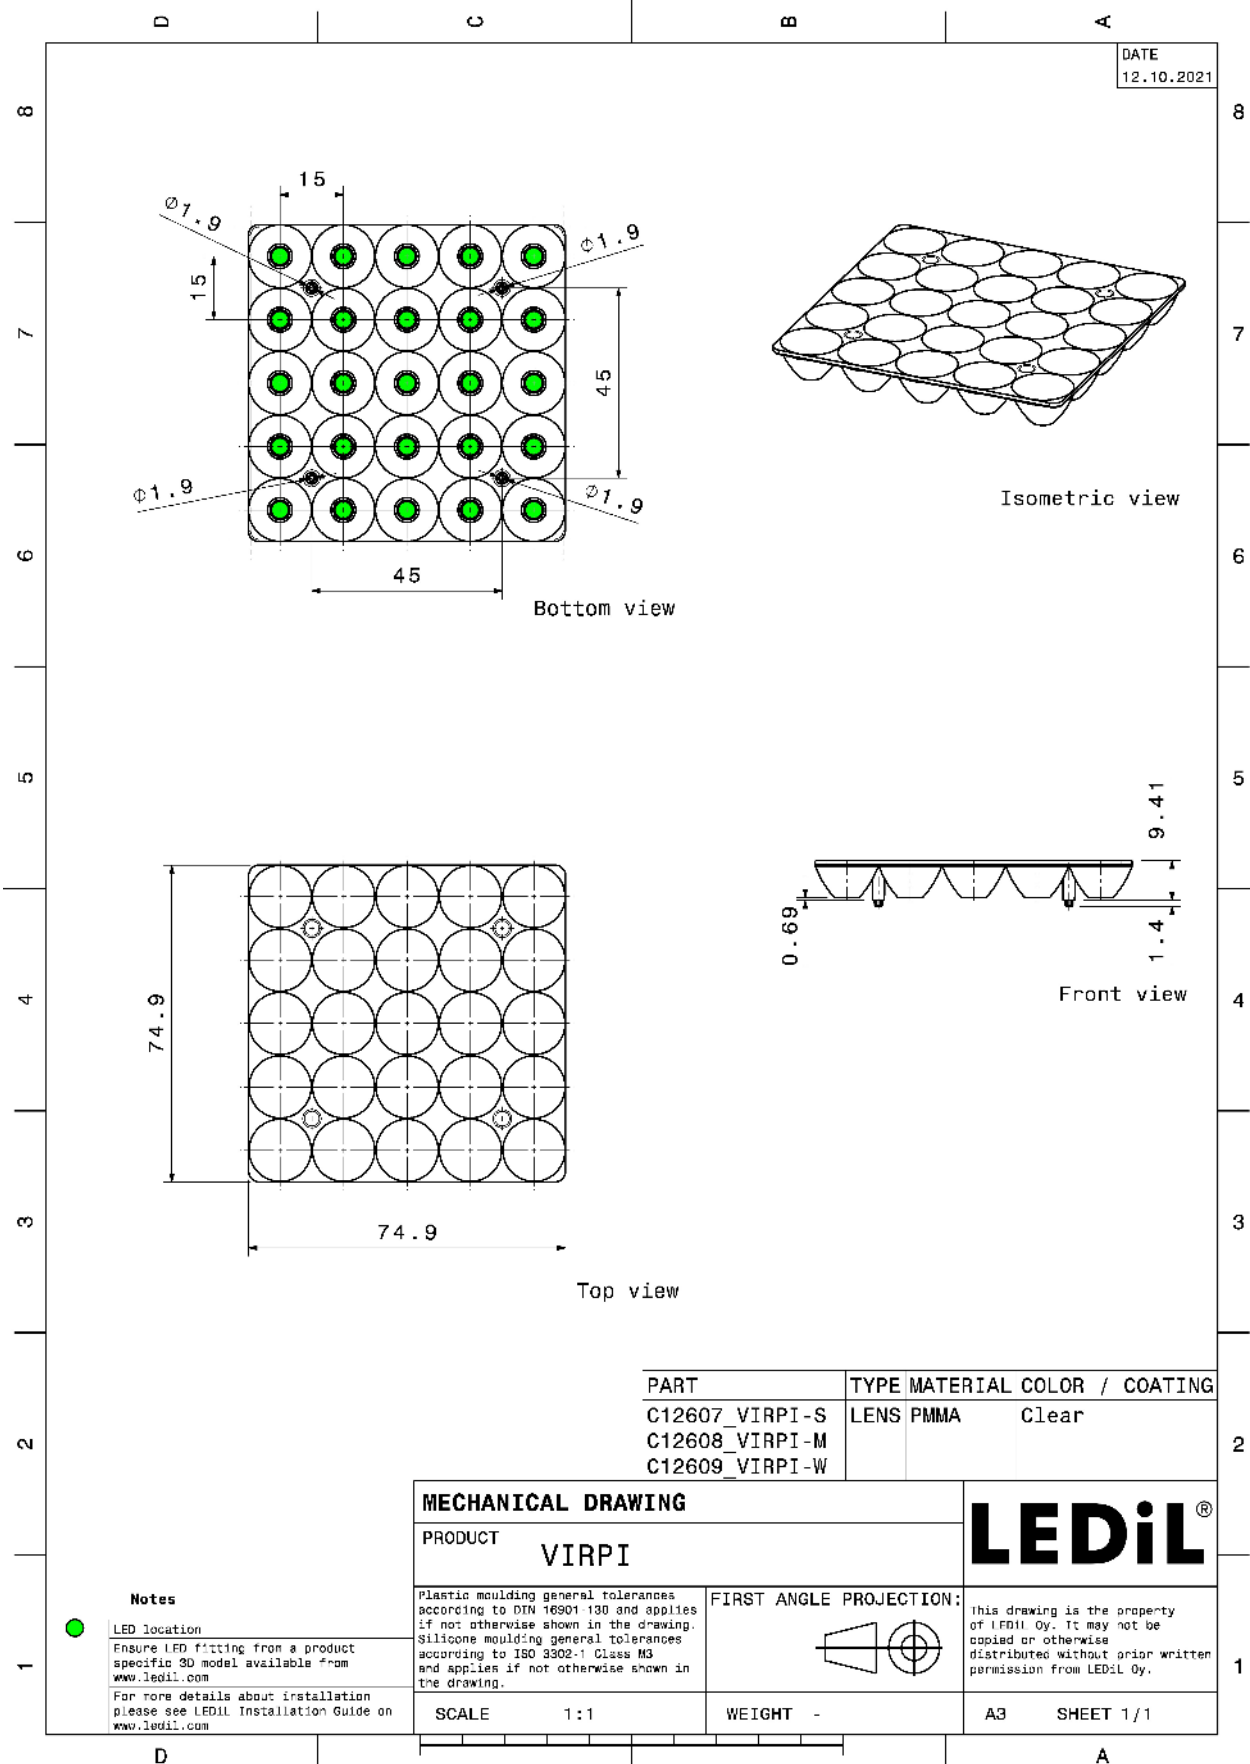 D C B A
DATE
12.10.2021
8 8
15
Ø1.9
Ø1.9
15
7 7
45
Ø1.9
Ø1.9
Isometric view
6 6
45
Bottom view
5 5
9.41
0.69
1.4
Front view
4 4
74.9
3 3
74.9
Top view
PART TYPE MATERIAL COLOR / COATING
C12607_VIRPI-S LENS PMMA Clear
C12608_VIRPI-M
C12609_VIRPI-W
2 2
MECHANICAL DRAWING
PRODUCT
VIRPI
LEDiL®
Notes
LED location
Ensure LED fitting from a product
specific 3D model available from
www.ledil.com
For more details about installation
please see LEDiL Installation Guide on
www.ledil.com
Plastic moulding general tolerances
according to DIN 16901-130 and applies
if not otherwise shown in the drawing.
Silicone moulding general tolerances
according to ISO 3302-1 Class M3
and applies if not otherwise shown in
the drawing.
FIRST ANGLE PROJECTION:
This drawing is the property
of LEDiL Oy. It may not be
copied or otherwise
distributed without prior written
permission from LEDiL Oy.
1 1
SCALE 1:1
WEIGHT -
A3 SHEET 1/1
D A